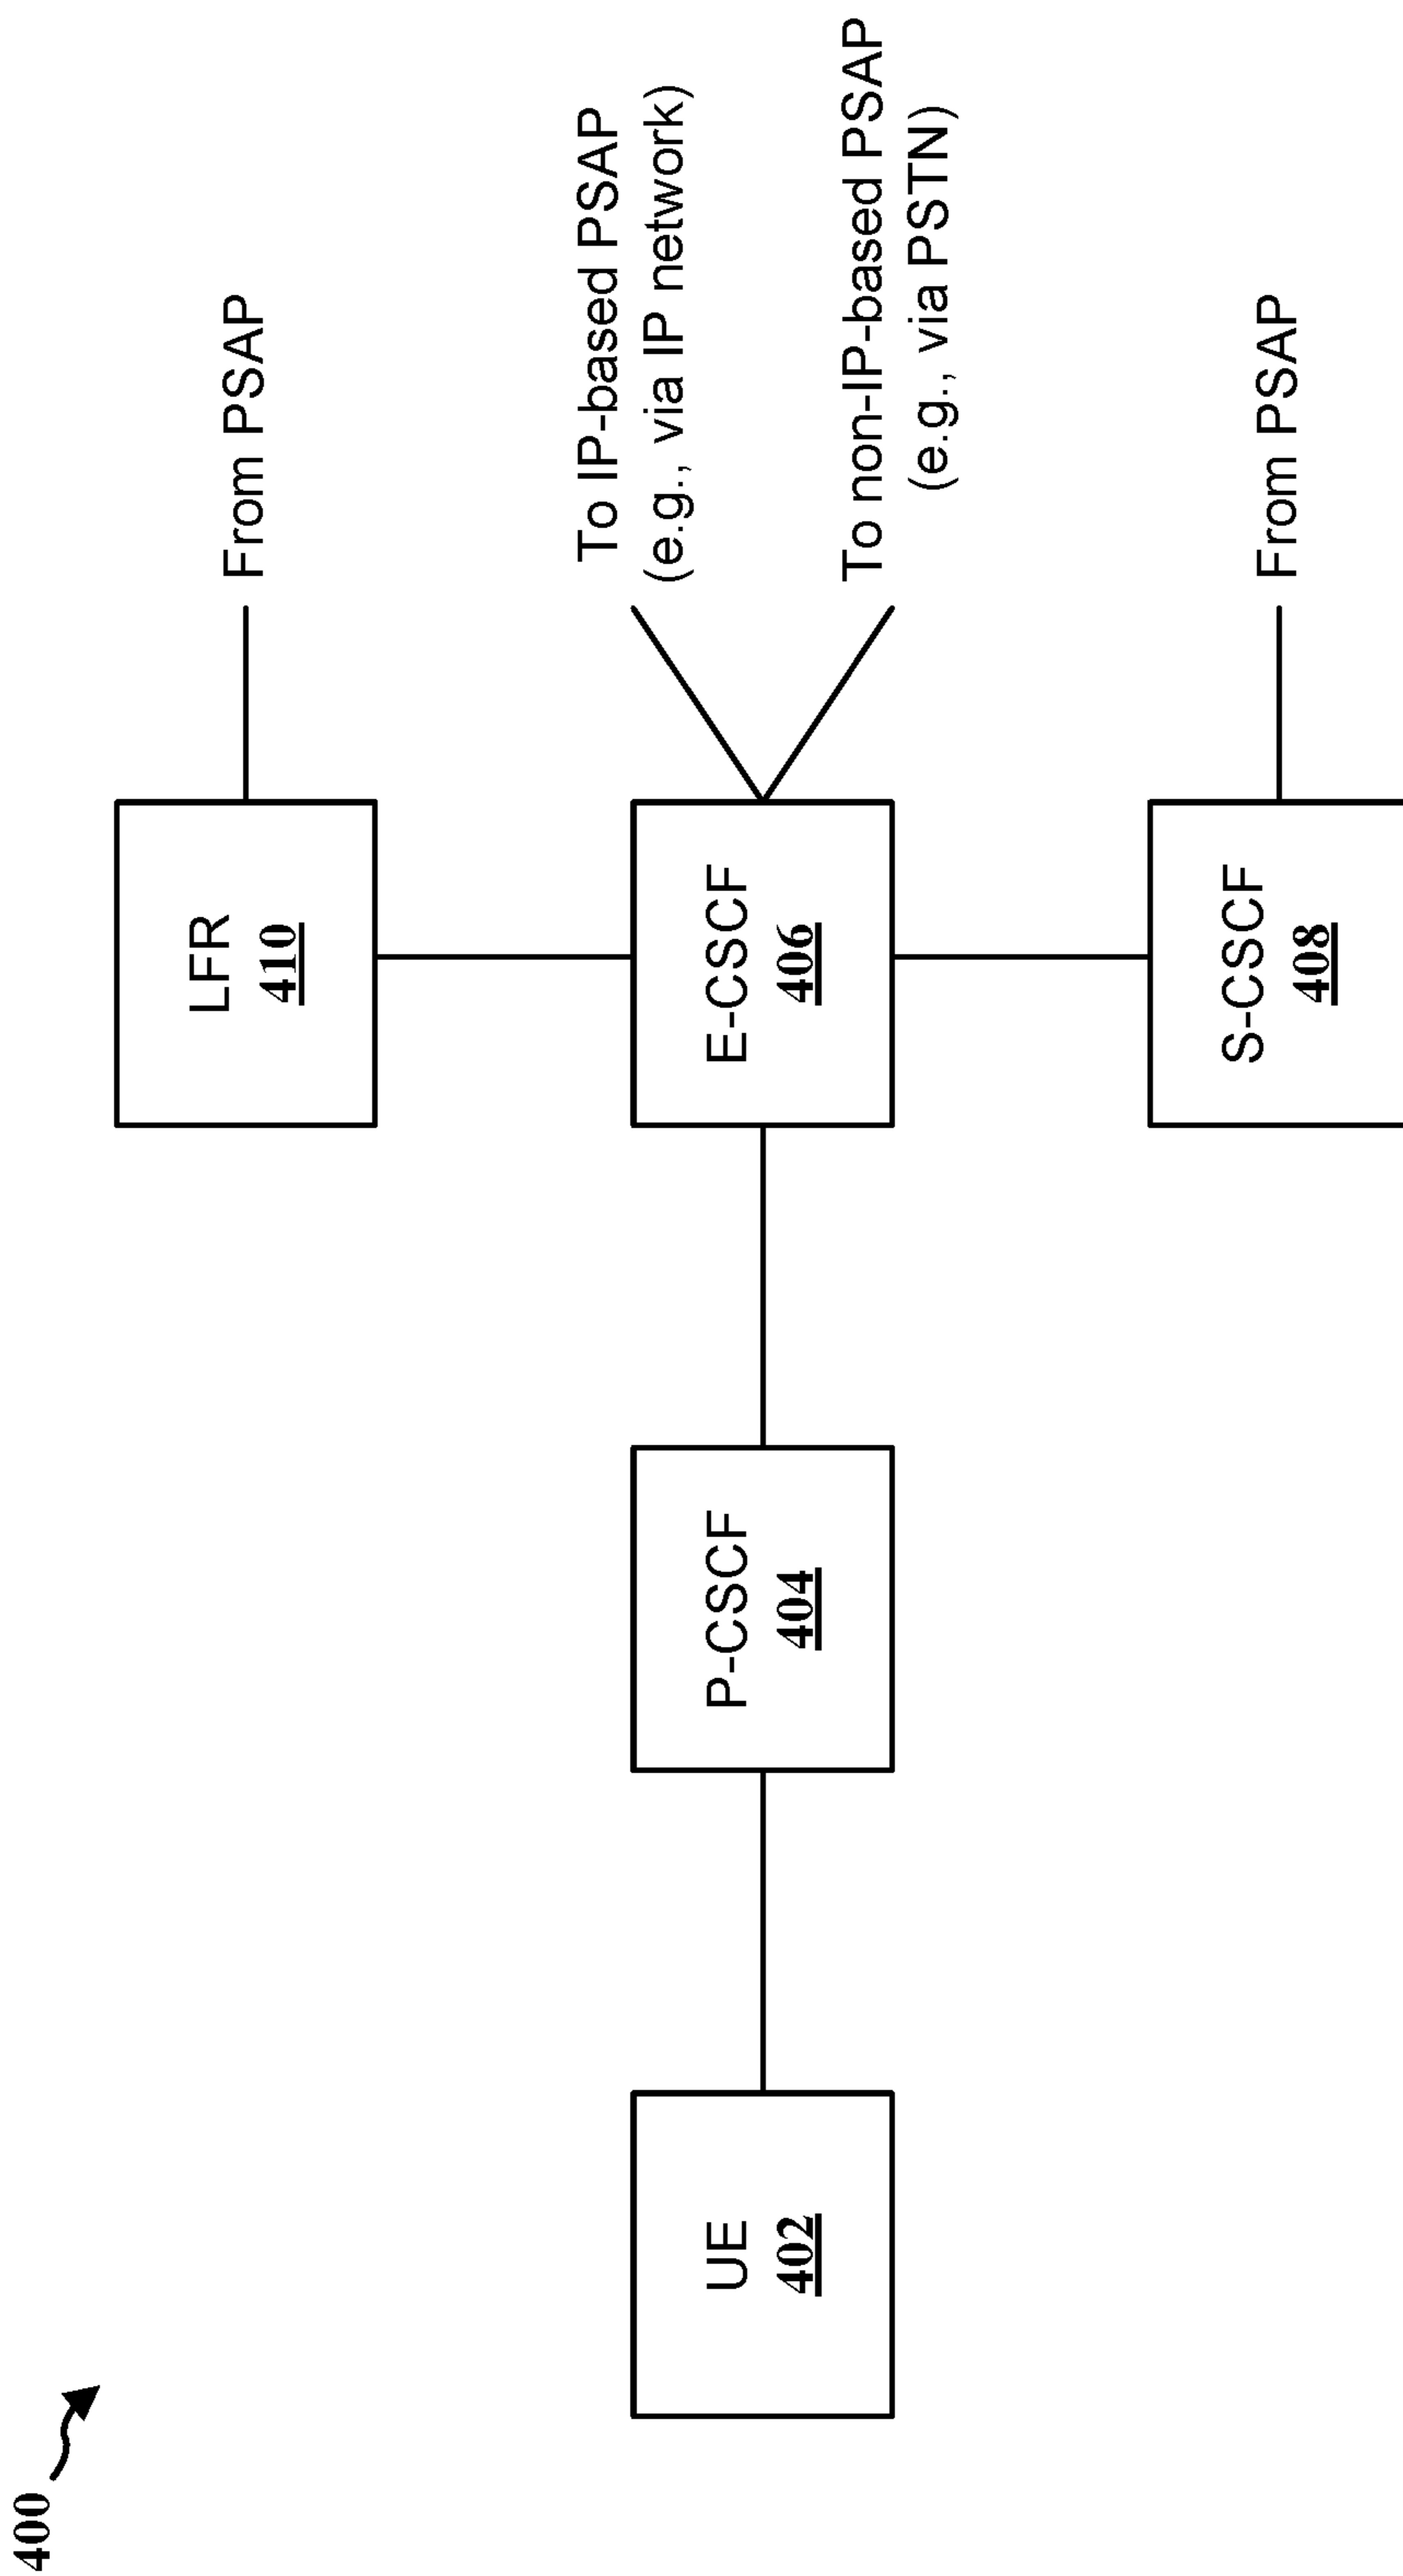 400
LFR
410
From PSAP
To IP-based PSAP
(e.g., via IP network)
UE
402
P-CSCF
404
E-CSCF
406
To non-IP-based PSAP
(e.g., via PSTN)
S-CSCF
408
From PSAP